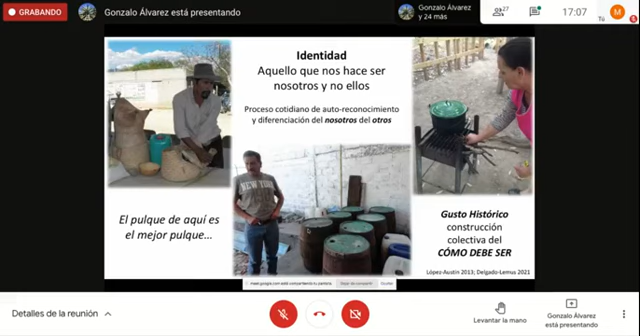 GRABANDO
Gonzalo Álvarez está presentando
Gonzalo Álvarez
y 24 más
27
17:07
Tú
M
Identidad
Aquello que nos hace ser
nosotros y no ellos
Proceso cotidiano de auto-reconocimiento
y diferenciación del nosotros del otros
NEW YORK
El pulque de aquí es
el mejor pulque...
Gusto Histórico
construcción
colectiva del
CÓMO DEBE SER
López-Austin 2013; Delgado-Lemus 2021
Detalles de la reunión
Levantar la mano
Gonzalo Álvarez
está presentando